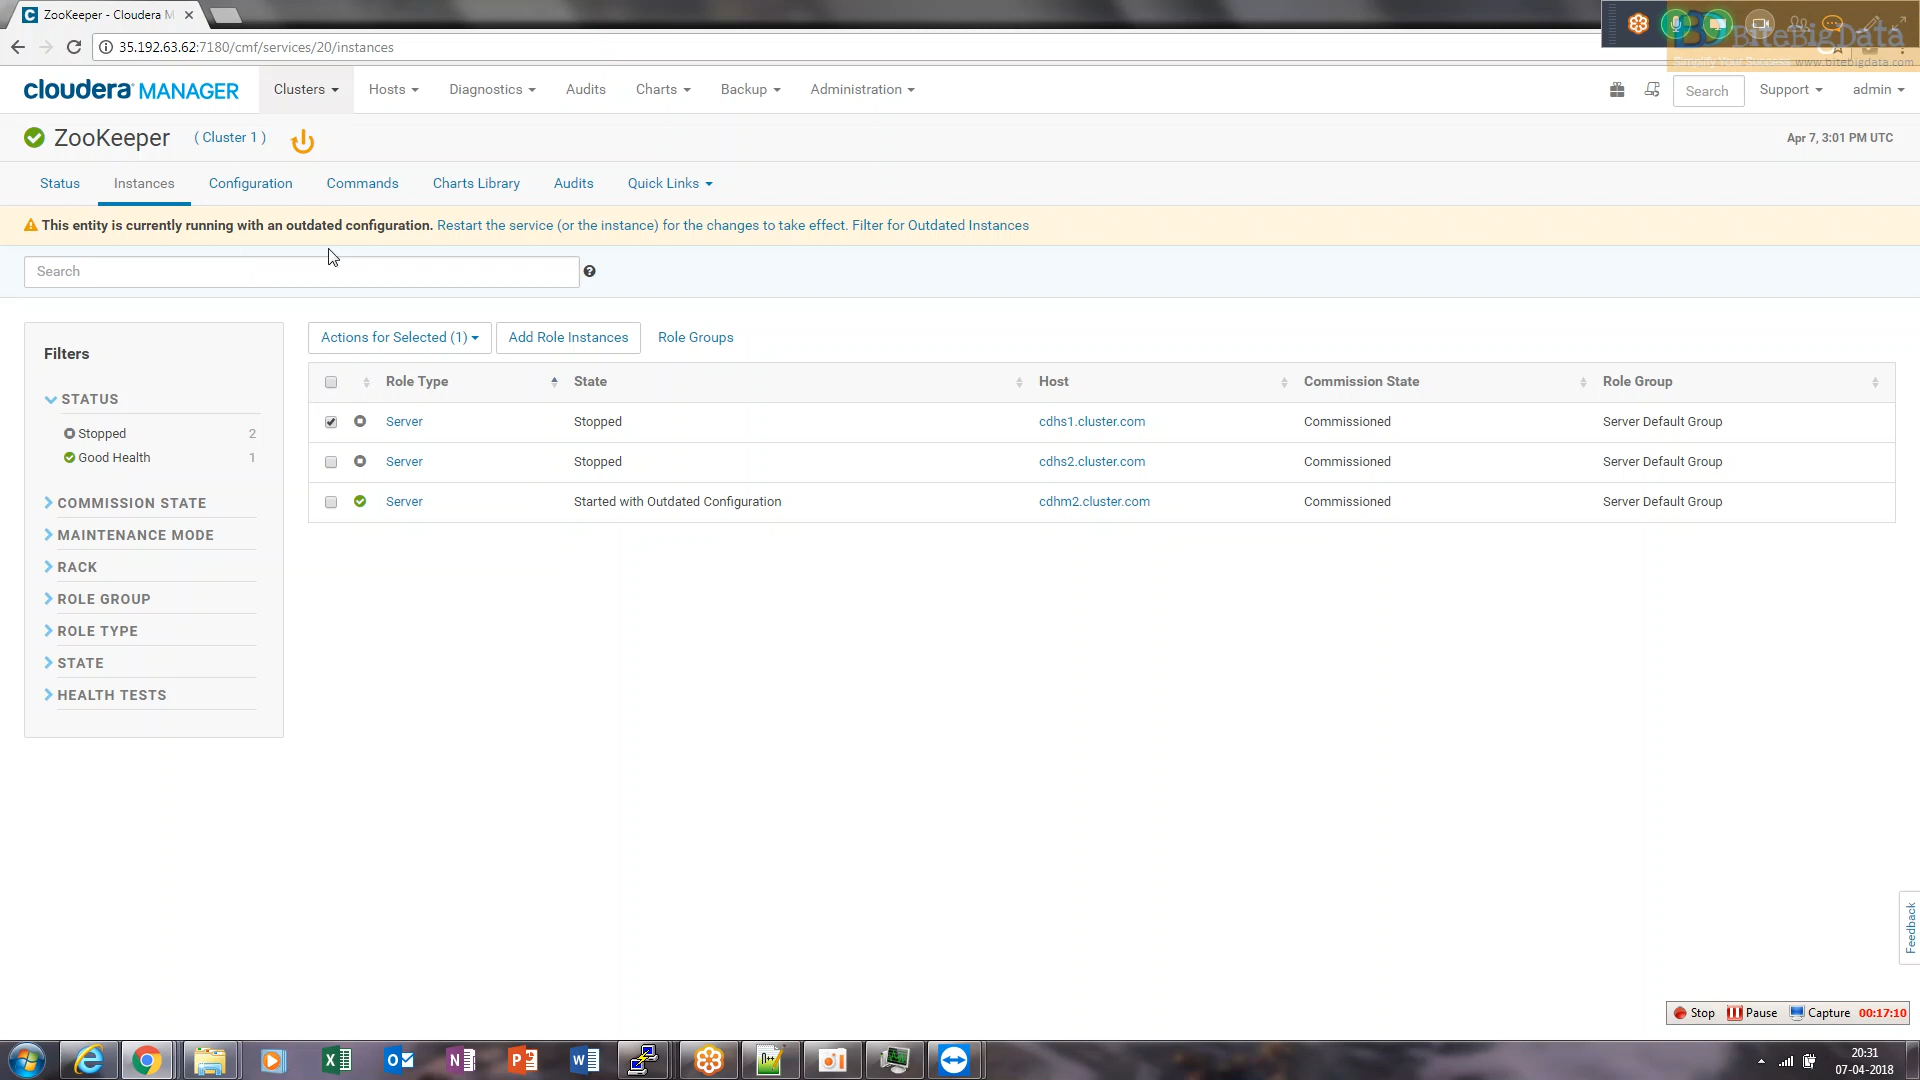 ZooKeeper - Cloudera M
35.192.63.62:7180/cmf/services/20/instances
BiteBigData
Simplify Your Success
www.bitebigdata.com
cloudera MANAGER
Clusters
Hosts
Diagnostics
Audits
Charts
Backup
Administration
Search
Support
admin
ZooKeeper
( Cluster 1 )
Apr 7, 3:01 PM UTC
Status
Instances
Configuration
Commands
Charts Library
Audits
Quick Links
This entity is currently running with an outdated configuration. Restart the service (or the instance) for the changes to take effect. Filter for Outdated Instances
Search
Filters
STATUS
Stopped 2
Good Health 1
COMMISSION STATE
MAINTENANCE MODE
RACK
ROLE GROUP
ROLE TYPE
STATE
HEALTH TESTS
Actions for Selected (1)
Add Role Instances
Role Groups
Role Type State Host Commission State Role Group
Server Stopped cdhs1.cluster.com Commissioned Server Default Group
Server Stopped cdhs2.cluster.com Commissioned Server Default Group
Server Started with Outdated Configuration cdhm2.cluster.com Commissioned Server Default Group
Feedback
Stop Pause Capture 00:17:10
20:31
07-04-2018